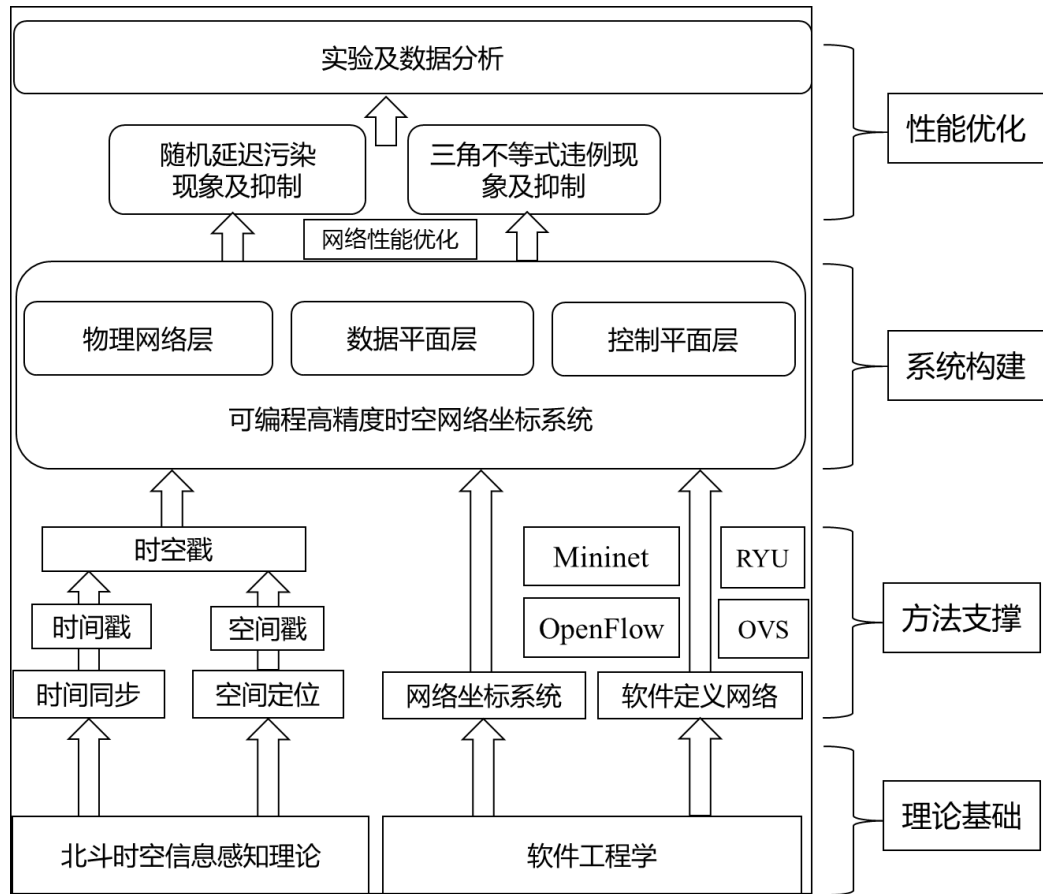 实验及数据分析
性能优化
随机延迟污染
现象及抑制
三角不等式违例现
象及抑制
网络性能优化
物理网络层
数据平面层
控制平面层
系统构建
可编程高精度时空网络坐标系统
时空戳
Mininet
RYU
时间戳
空间戳
OpenFlow
OVS
方法支撑
时间同步
空间定位
网络坐标系统
软件定义网络
理论基础
北斗时空信息感知理论
软件工程学